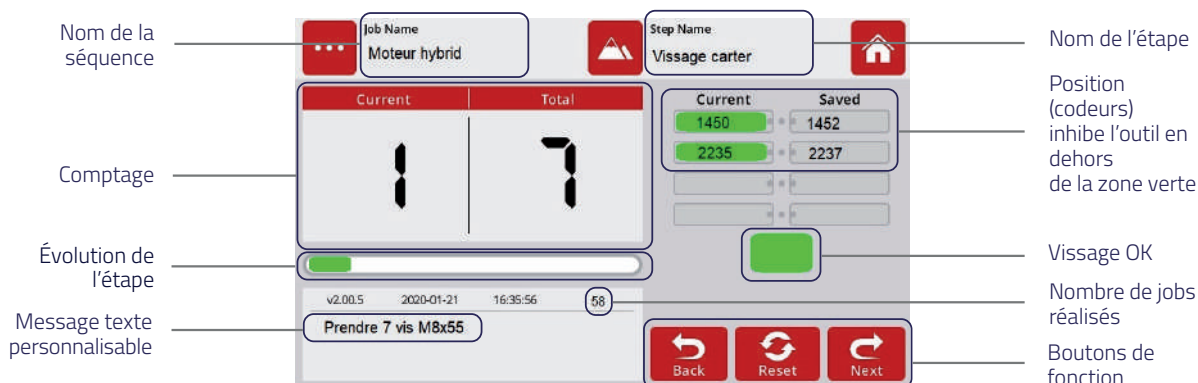 Nom de la
séquence
Job Name
Moteur hybrid
Step Name
Vissage carter
Nom de l'étape
Current
Total
1
7
Comptage
Current
Saved
1450
1452
2235
2237
Position
(codeurs)
inhibe l'outil en
dehors
de la zone verte
Évolution de
l'étape
Vissage OK
v2.00.5
2020-01-21
16:35:56
58
Nombre de jobs
réalisés
Message texte
personnalisable
Prendre 7 vis M8x55
Back
Reset
Next
Boutons de
fonction